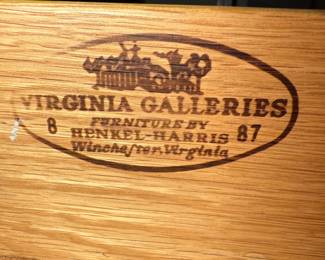 VIRGINIA GALLERIES
8 FURNITURE BY 87
HENKEL-HARRIS
Winchester, Virginia